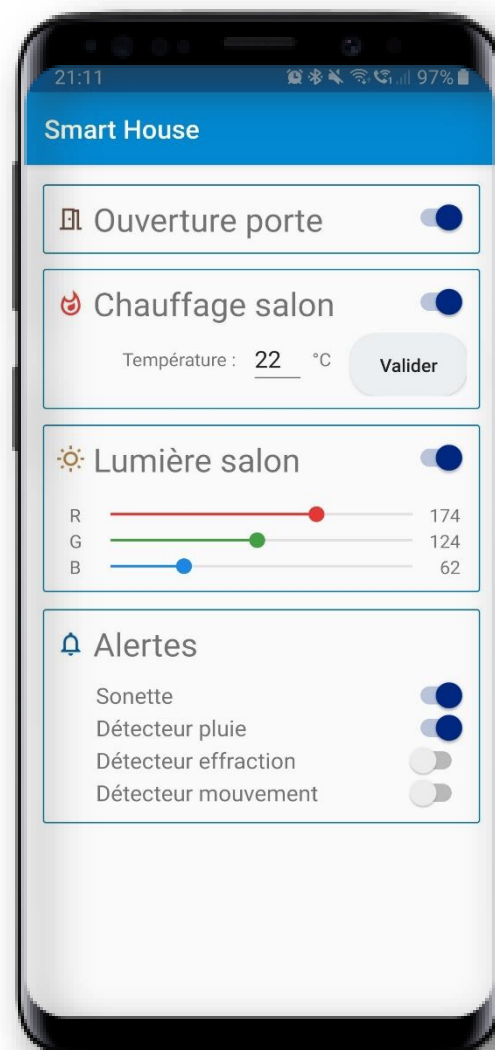 21:11 97%
Smart House
Ouverture porte
Chauffage salon
Température : 22 °C Valider
Lumière salon
R 174
G 124
B 62
Alertes
Sonette
Détecteur pluie
Détecteur effraction
Détecteur mouvement